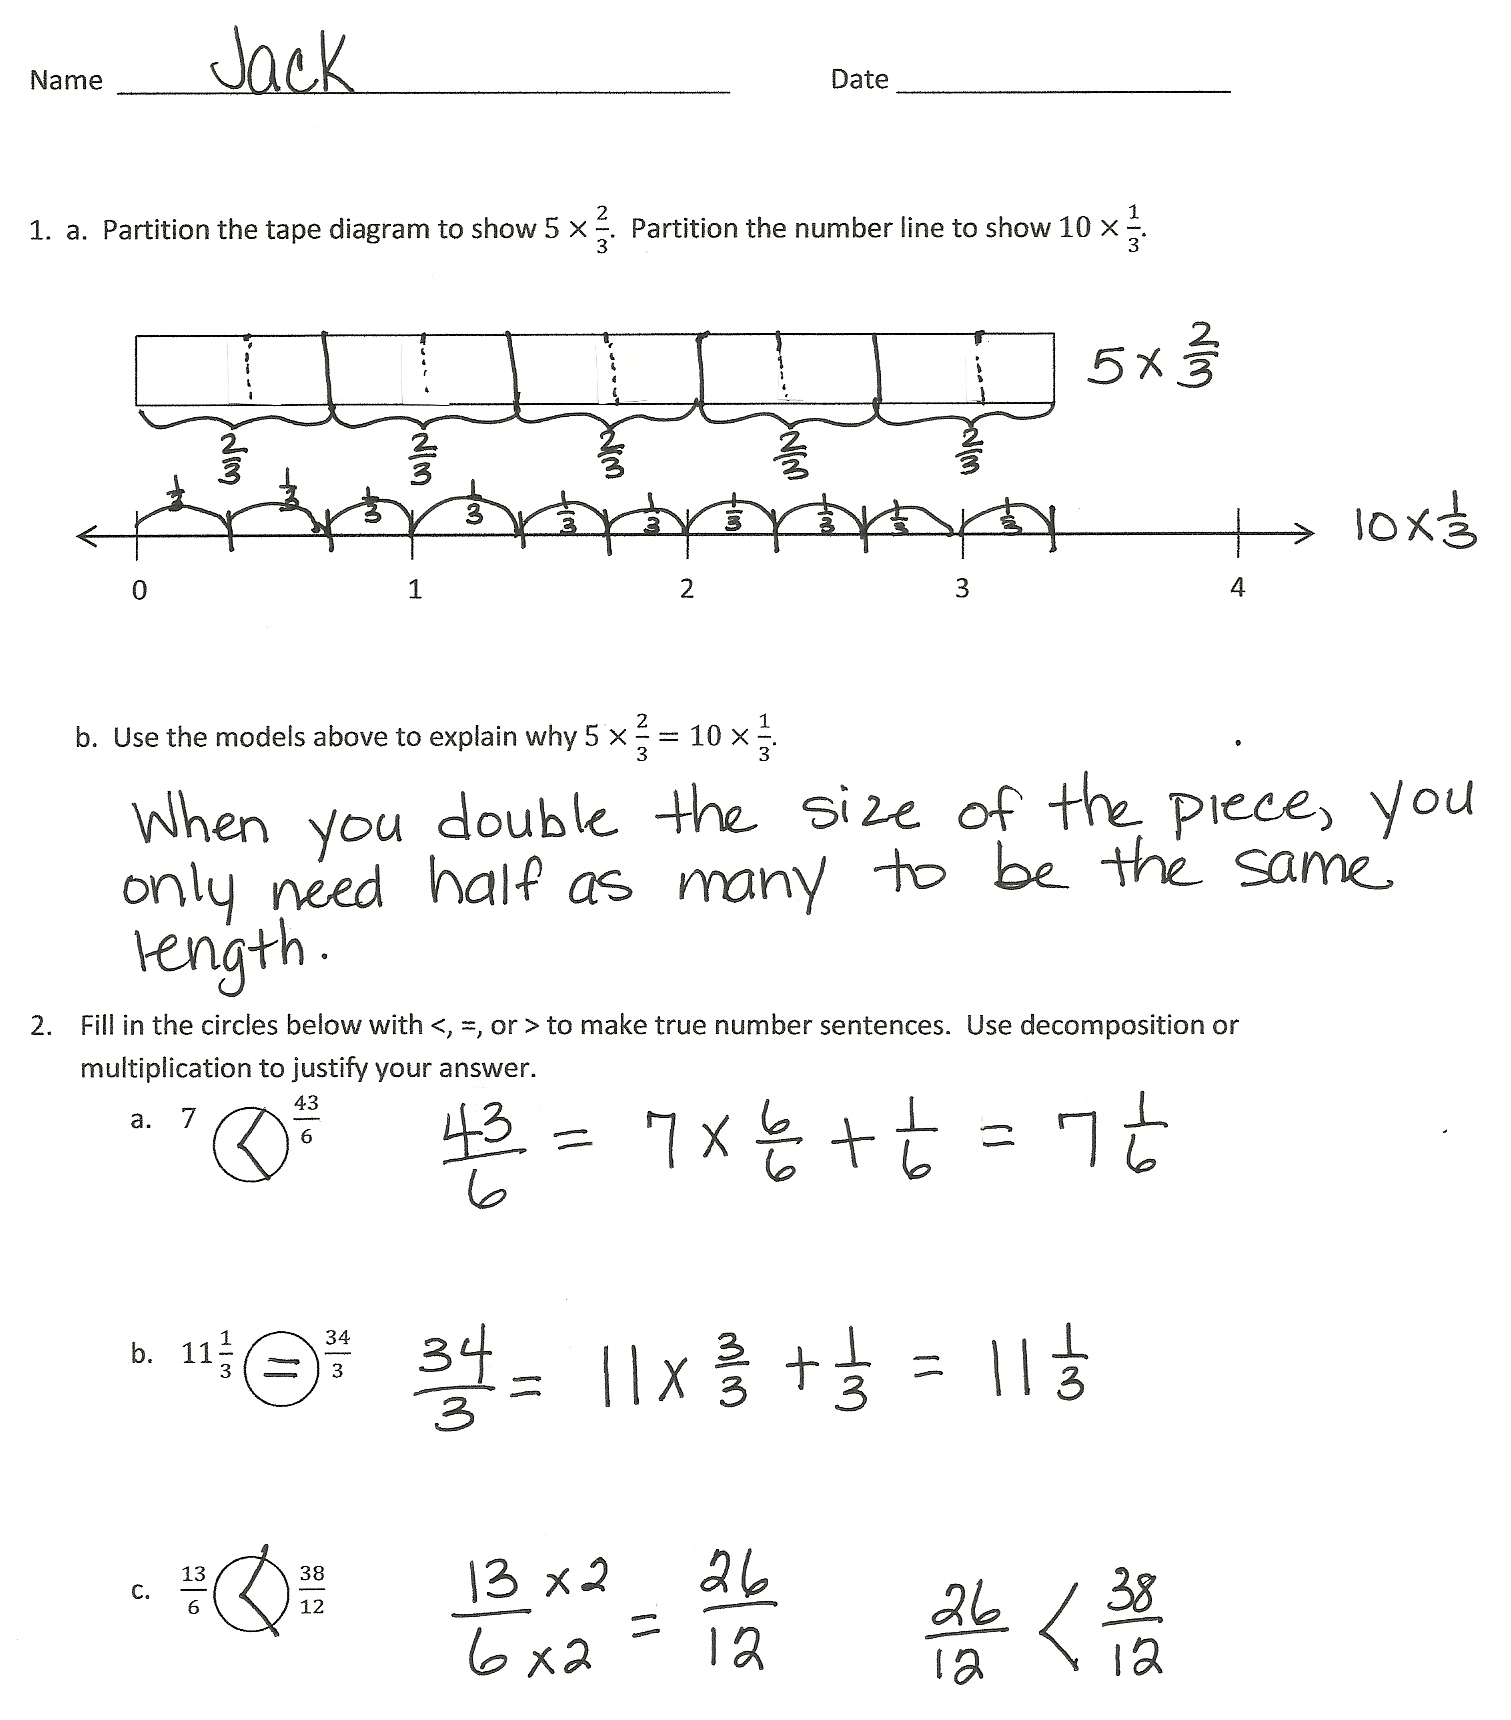 Name Jack Date
1. a. Partition the tape diagram to show 5 × 2/3. Partition the number line to show 10 × 1/3.
5 × 2/3
2/3 2/3 2/3 2/3 2/3
1/3 1/3 1/3 1/3 1/3 1/3 1/3 1/3 1/3 1/3
10 × 1/3
0 1 2 3 4
b. Use the models above to explain why 5 × 2/3 = 10 × 1/3.
When you double the size of the piece, you
only need half as many to be the same
length.
2. Fill in the circles below with <, =, or > to make true number sentences. Use decomposition or
multiplication to justify your answer.
a. 7 < 43/6 43/6 = 7 × 6/6 + 1/6 = 7 1/6
b. 11 1/3 = 34/3 34/3 = 11 × 3/3 + 1/3 = 11 1/3
c. 13/6 < 38/12 13 × 2/6 × 2 = 26/12 26/12 < 38/12